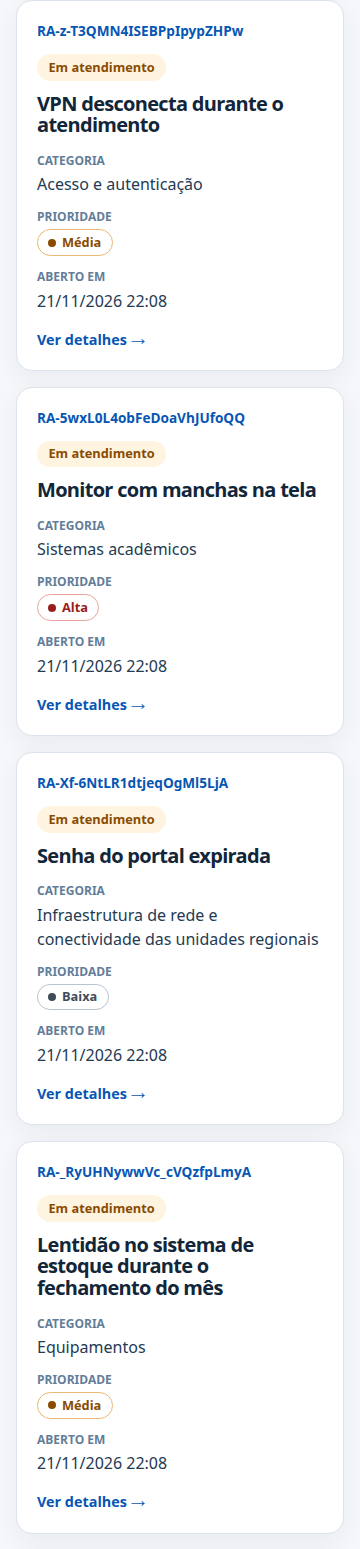 RA-z-T3QMN4ISEBPpIpypZHPw
Em atendimento
VPN desconecta durante o
atendimento
CATEGORIA
Acesso e autenticação
PRIORIDADE
Média
ABERTO EM
21/11/2026 22:08
Ver detalhes →
RA-5wxL0L4obFeDoaVhJUfoQQ
Em atendimento
Monitor com manchas na tela
CATEGORIA
Sistemas acadêmicos
PRIORIDADE
Alta
ABERTO EM
21/11/2026 22:08
Ver detalhes →
RA-Xf-6NtLR1dtjeqOgMl5LjA
Em atendimento
Senha do portal expirada
CATEGORIA
Infraestrutura de rede e
conectividade das unidades regionais
PRIORIDADE
Baixa
ABERTO EM
21/11/2026 22:08
Ver detalhes →
RA-_RyUHNywwVc_cVQzfpLmyA
Em atendimento
Lentidão no sistema de
estoque durante o
fechamento do mês
CATEGORIA
Equipamentos
PRIORIDADE
Média
ABERTO EM
21/11/2026 22:08
Ver detalhes →